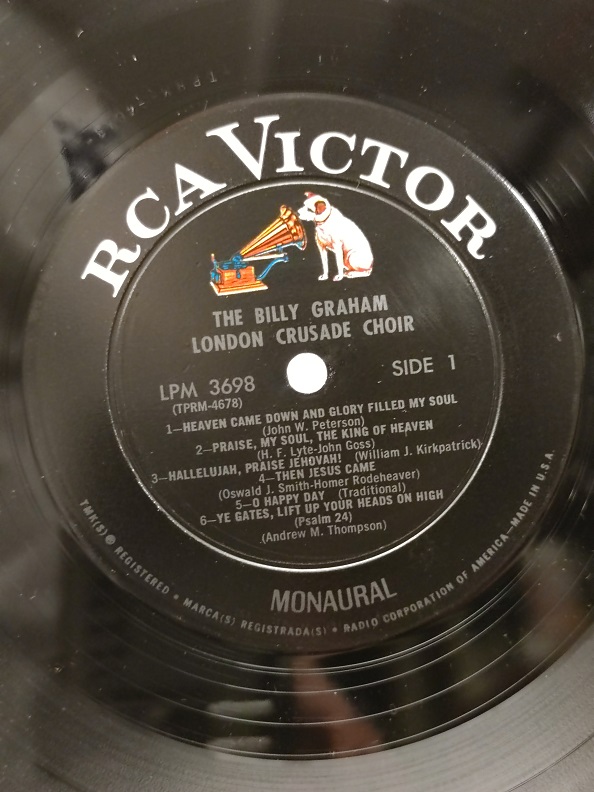 RCA VICTOR
THE BILLY GRAHAM
LONDON CRUSADE CHOIR
LPM 3698
(TPRM-4678)
SIDE 1
1—HEAVEN CAME DOWN AND GLORY FILLED MY SOUL
(John W. Peterson)
2—PRAISE, MY SOUL, THE KING OF HEAVEN
(H. F. Lyte-John Goss)
3—HALLELUJAH, PRAISE JEHOVAH! (William J. Kirkpatrick)
4—THEN JESUS CAME
(Oswald J. Smith-Homer Rodeheaver)
5—O HAPPY DAY (Traditional)
6—YE GATES, LIFT UP YOUR HEADS ON HIGH
(Psalm 24)
(Andrew M. Thompson)
MONAURAL
TMK(S) ® REGISTERED • MARCA(S) REGISTRADA(S) • RADIO CORPORATION OF AMERICA—MADE IN U.S.A.